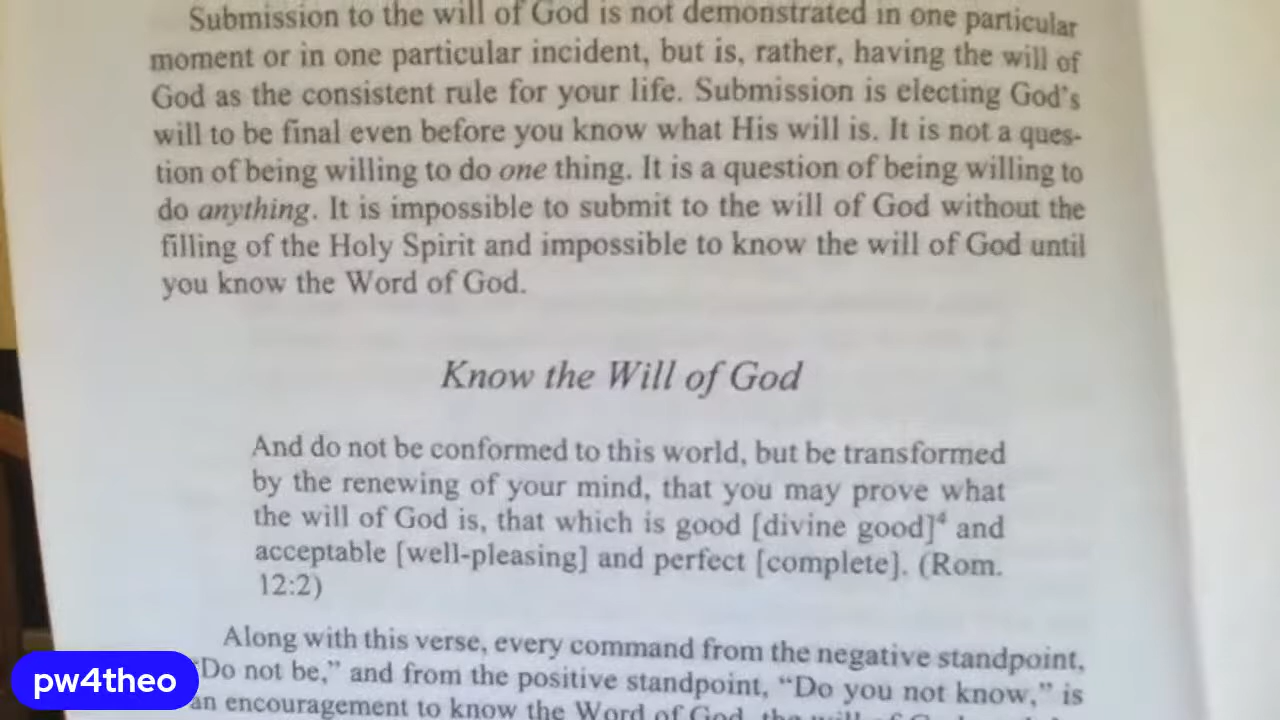 Submission to the will of God is not demonstrated in one particular
moment or in one particular incident, but is, rather, having the will of
God as the consistent rule for your life. Submission is electing God's
will to be final even before you know what His will is. It is not a ques-
tion of being willing to do one thing. It is a question of being willing to
do anything. It is impossible to submit to the will of God without the
filling of the Holy Spirit and impossible to know the will of God until
you know the Word of God.
Know the Will of God
And do not be conformed to this world, but be transformed
by the renewing of your mind, that you may prove what
the will of God is, that which is good [divine good]⁴ and
acceptable [well-pleasing] and perfect [complete]. (Rom.
12:2)
Along with this verse, every command from the negative standpoint,
"Do not be," and from the positive standpoint, "Do you not know," is
an encouragement to know the Word of God, the will of God
pw4theo